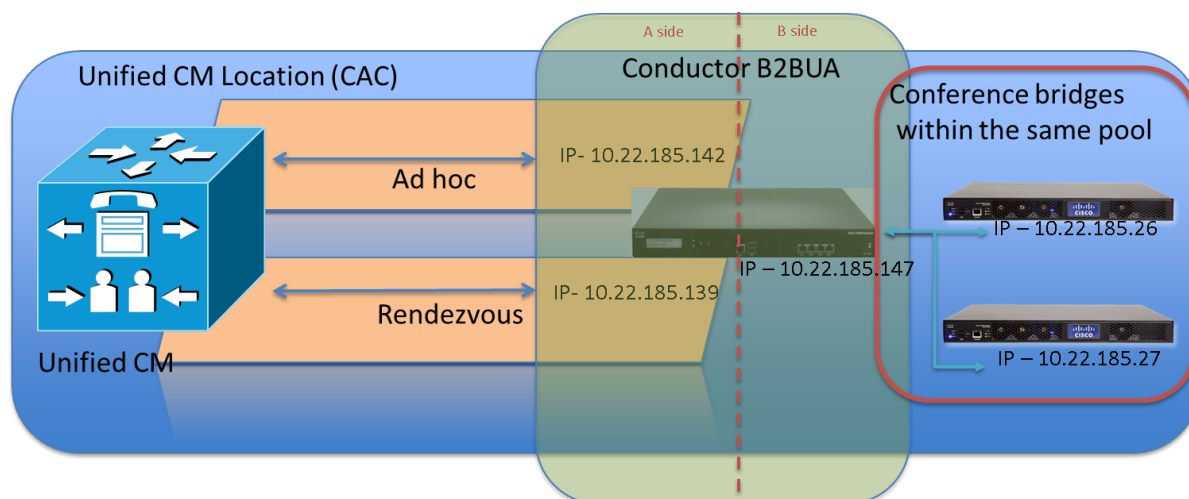 A side
B side
Unified CM Location (CAC)
Conductor B2BUA
Conference bridges
within the same pool
IP- 10.22.185.142
Ad hoc
CISCO
IP – 10.22.185.26
IP – 10.22.185.147
IP- 10.22.185.139
Rendezvous
CISCO
Unified CM
IP – 10.22.185.27